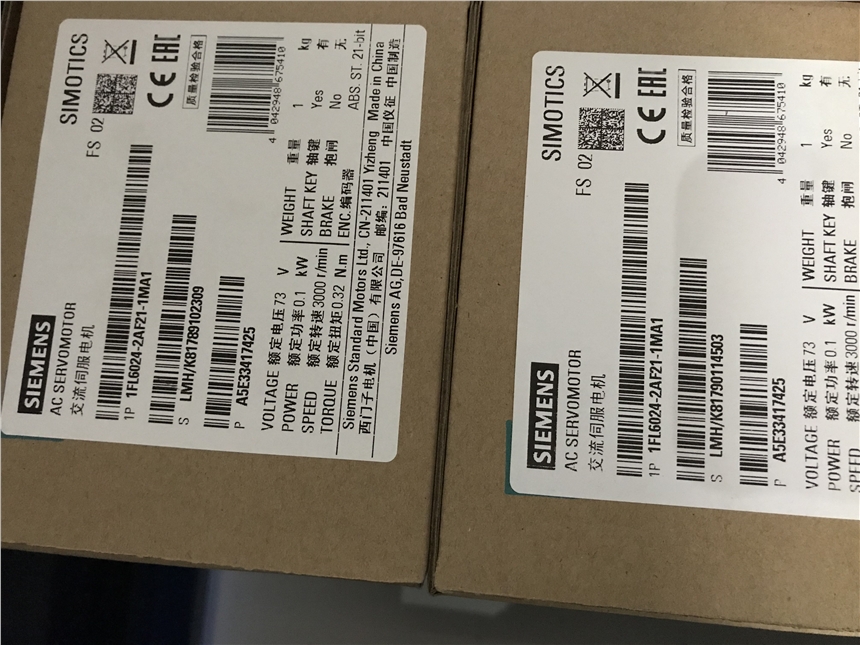 SIEMENS
SIMOTICS
AC SERVOMOTOR
交流伺服电机
FS 02
CE EAC
质量检验合格
1P 1FL6024-2AF21-1MA1
S LMH/K81789102309
P A5E33417425
4 042948 675410
VOLTAGE 额定电压 73 V WEIGHT 重量 1 kg
POWER 额定功率 0.1 kW SHAFT KEY 轴键 Yes 有
SPEED 额定转速 3000 r/min BRAKE 抱闸 No 无
TORQUE 额定扭矩 0.32 N.m ENC.编码器 ABS. ST. 21-bit
Siemens Standard Motors Ltd., CN-211401 Yizheng Made in China
西门子电机（中国）有限公司 邮编：211401 中国仪征 中国制造
Siemens AG,DE-97616 Bad Neustadt
SIEMENS
SIMOTICS
AC SERVOMOTOR
交流伺服电机
FS 02
CE EAC
质量检验合格
1P 1FL6024-2AF21-1MA1
S LMH/K81790114503
P A5E33417425
4 042948 675410
VOLTAGE 额定电压 73 V WEIGHT 重量 1 kg
POWER 额定功率 0.1 kW SHAFT KEY 轴键 Yes 有
SPEED 额定转速 3000 r/min BRAKE 抱闸 No 无